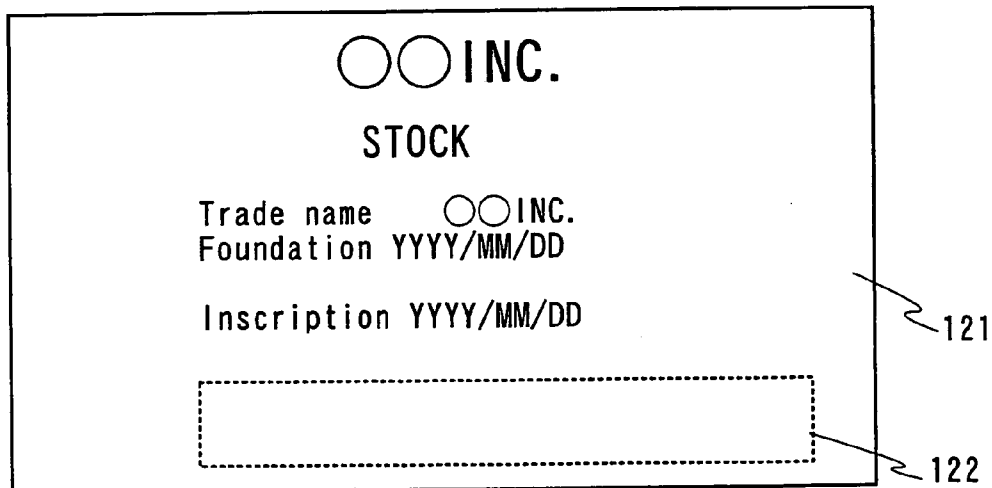 ○○INC.
STOCK
Trade name ○○INC.
Foundation YYYY/MM/DD
Inscription YYYY/MM/DD
121
122